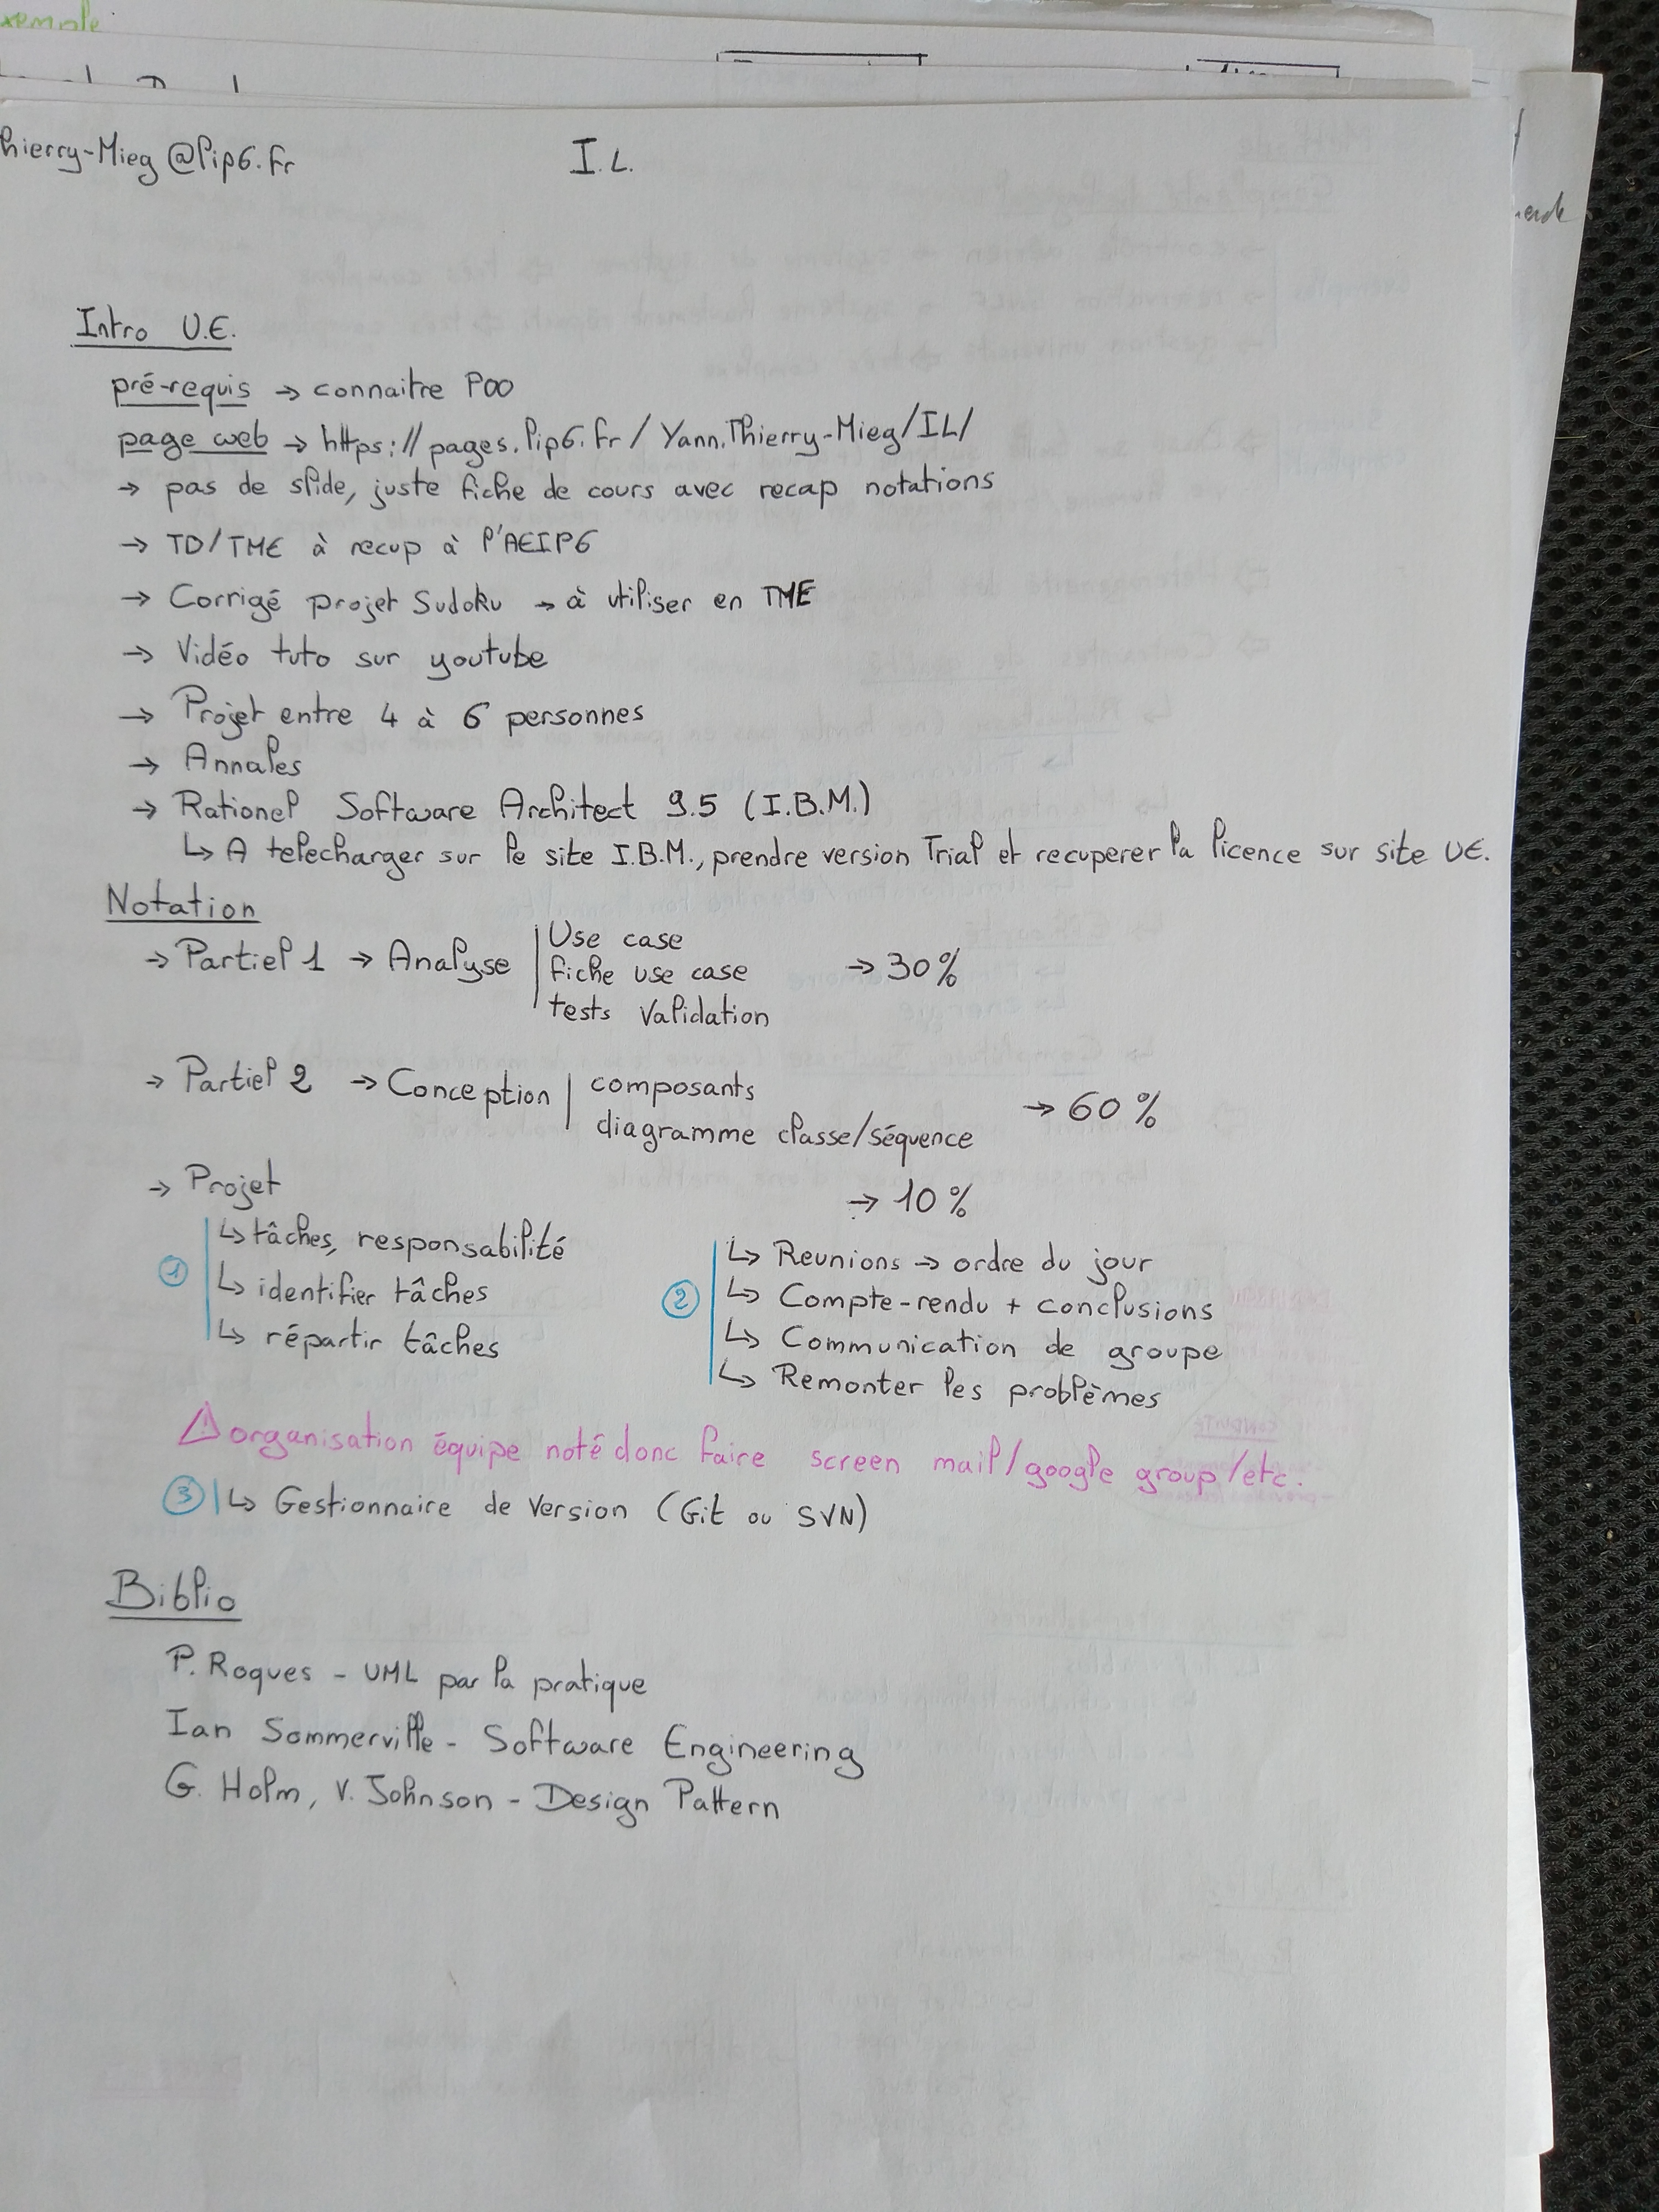 xemple
hierry-Mieg@lip6.fr
I.L.
Intro U.E.
pré-requis → connaitre POO
page web → https://pages.lip6.fr/Yann.Thierry-Mieg/IL/
→ pas de slide, juste fiche de cours avec recap notations
→ TD/TME à recup à l'AEIP6
→ Corrigé projet Sudoku → à utiliser en TME
→ Vidéo tuto sur youtube
→ Projet entre 4 à 6 personnes
→ Annales
→ Rationel Software Architect 9.5 (I.B.M.)
↳ A telecharger sur le site I.B.M., prendre version Trial et recuperer la licence sur site UE.
Notation
→ Partiel 1 → Analyse | Use case
fiche use case → 30%
tests validation
→ Partiel 2 → Conception | composants → 60 %
diagramme classe/séquence
→ Projet → 10 %
① ↳ tâches, responsabilité
↳ identifier tâches
↳ répartir tâches
② ↳ Reunions → ordre du jour
↳ Compte-rendu + conclusions
↳ Communication de groupe
↳ Remonter les problèmes
⚠ organisation équipe noté donc faire screen mail/google group/etc.
③ | ↳ Gestionnaire de version (Git ou SVN)
Biblio
P. Roques - UML par la pratique
Ian Sommerville - Software Engineering
G. Holm, V. Johnson - Design Pattern